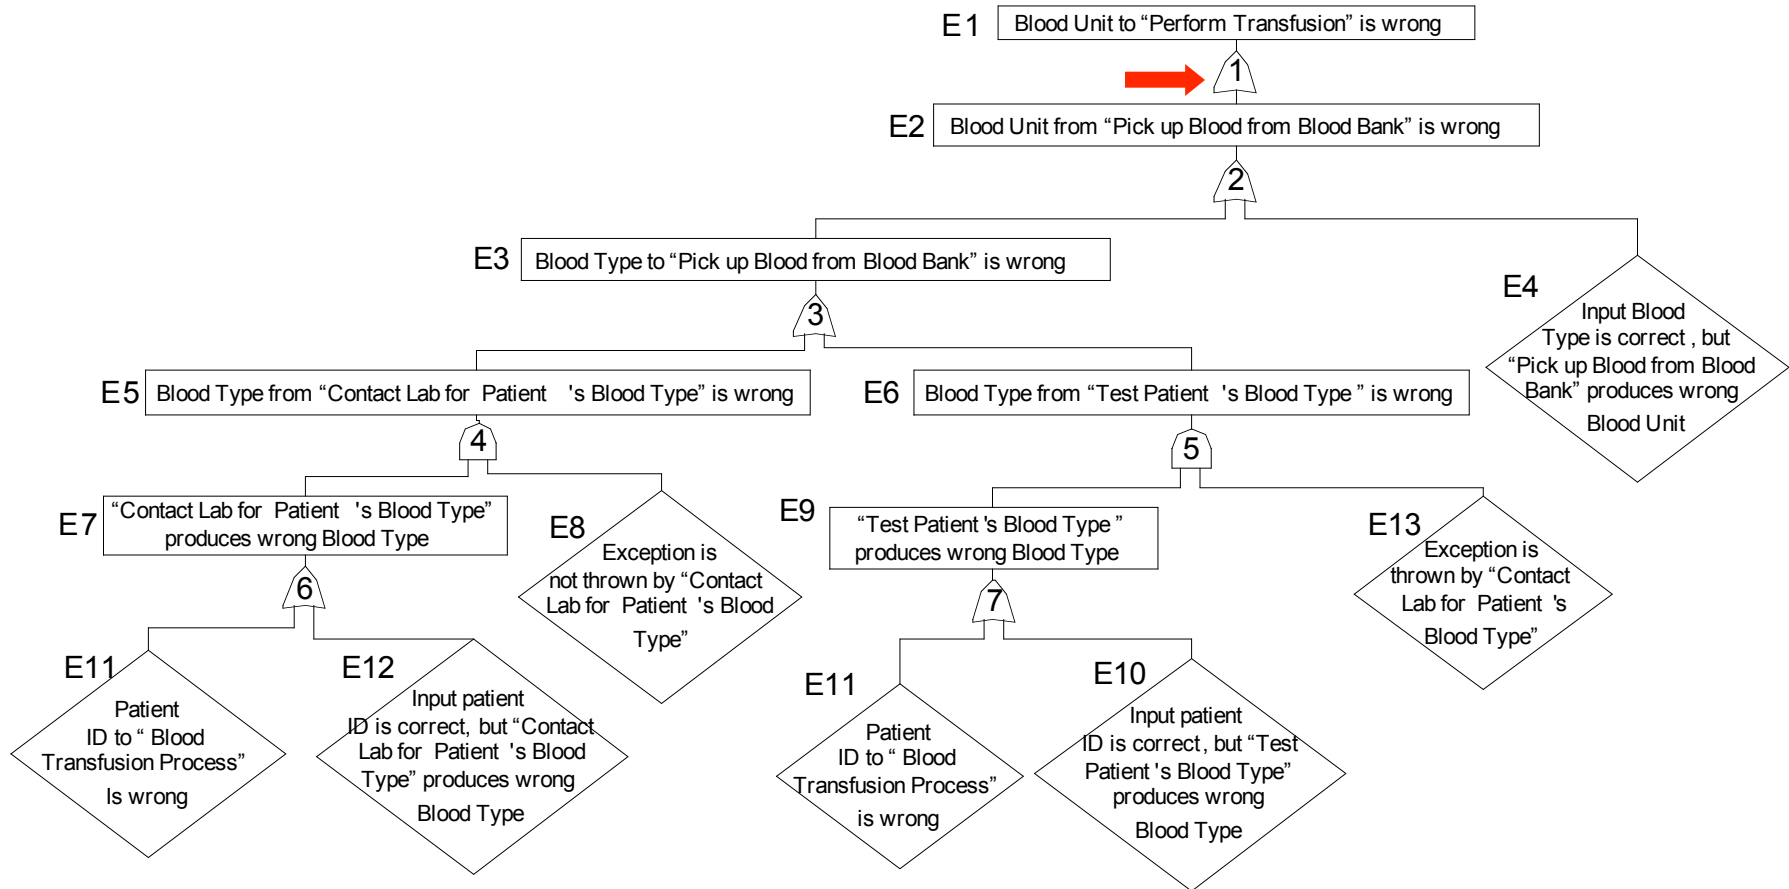 E1
Blood Unit to “Perform Transfusion” is wrong
1
E2
Blood Unit from “Pick up Blood from Blood Bank” is wrong
2
E3
Blood Type to “Pick up Blood from Blood Bank” is wrong
E4
Input Blood
Type is correct , but
“Pick up Blood from Blood
Bank” produces wrong
Blood Unit
3
E5
Blood Type from “Contact Lab for Patient 's Blood Type” is wrong
E6
Blood Type from “Test Patient 's Blood Type ” is wrong
4
5
E7
“Contact Lab for Patient 's Blood Type”
produces wrong Blood Type
E8
Exception is
not thrown by “Contact
Lab for Patient 's Blood
Type”
E9
“Test Patient 's Blood Type ”
produces wrong Blood Type
E13
Exception is
thrown by “Contact
Lab for Patient 's
Blood Type”
6
7
E11
Patient
ID to “ Blood
Transfusion Process”
Is wrong
E12
Input patient
ID is correct, but “Contact
Lab for Patient 's Blood
Type” produces wrong
Blood Type
E11
Patient
ID to “ Blood
Transfusion Process”
is wrong
E10
Input patient
ID is correct, but “Test
Patient 's Blood Type”
produces wrong
Blood Type